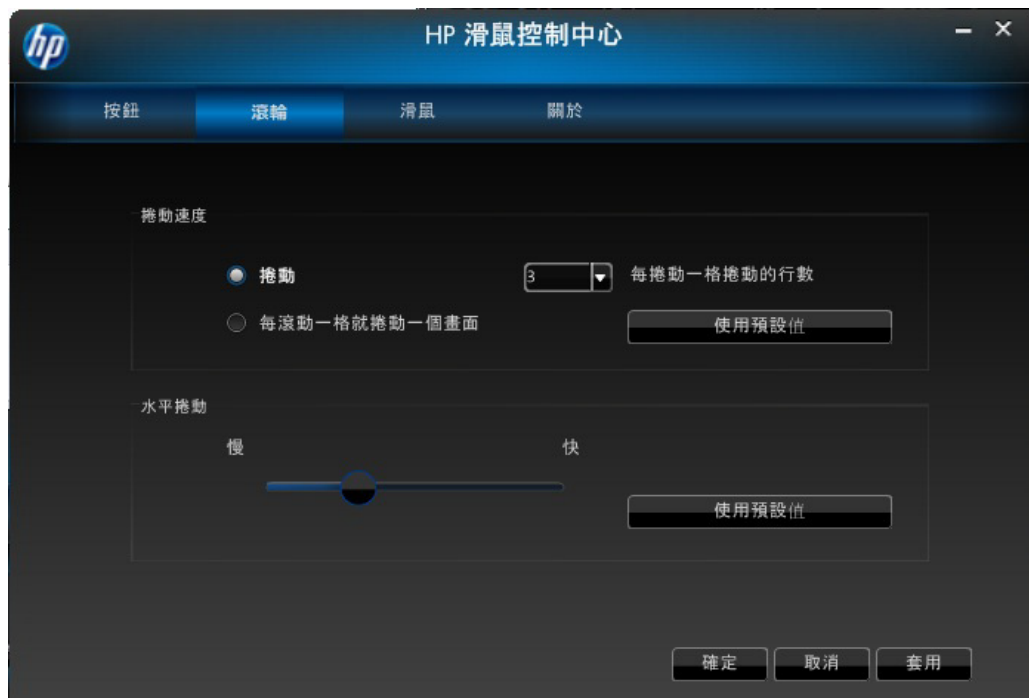 hp
HP 滑鼠控制中心
按鈕 滾輪 滑鼠 關於
捲動速度
捲動 3 每捲動一格捲動的行數
每滾動一格就捲動一個畫面 使用預設值
水平捲動
慢 快
使用預設值
確定 取消 套用